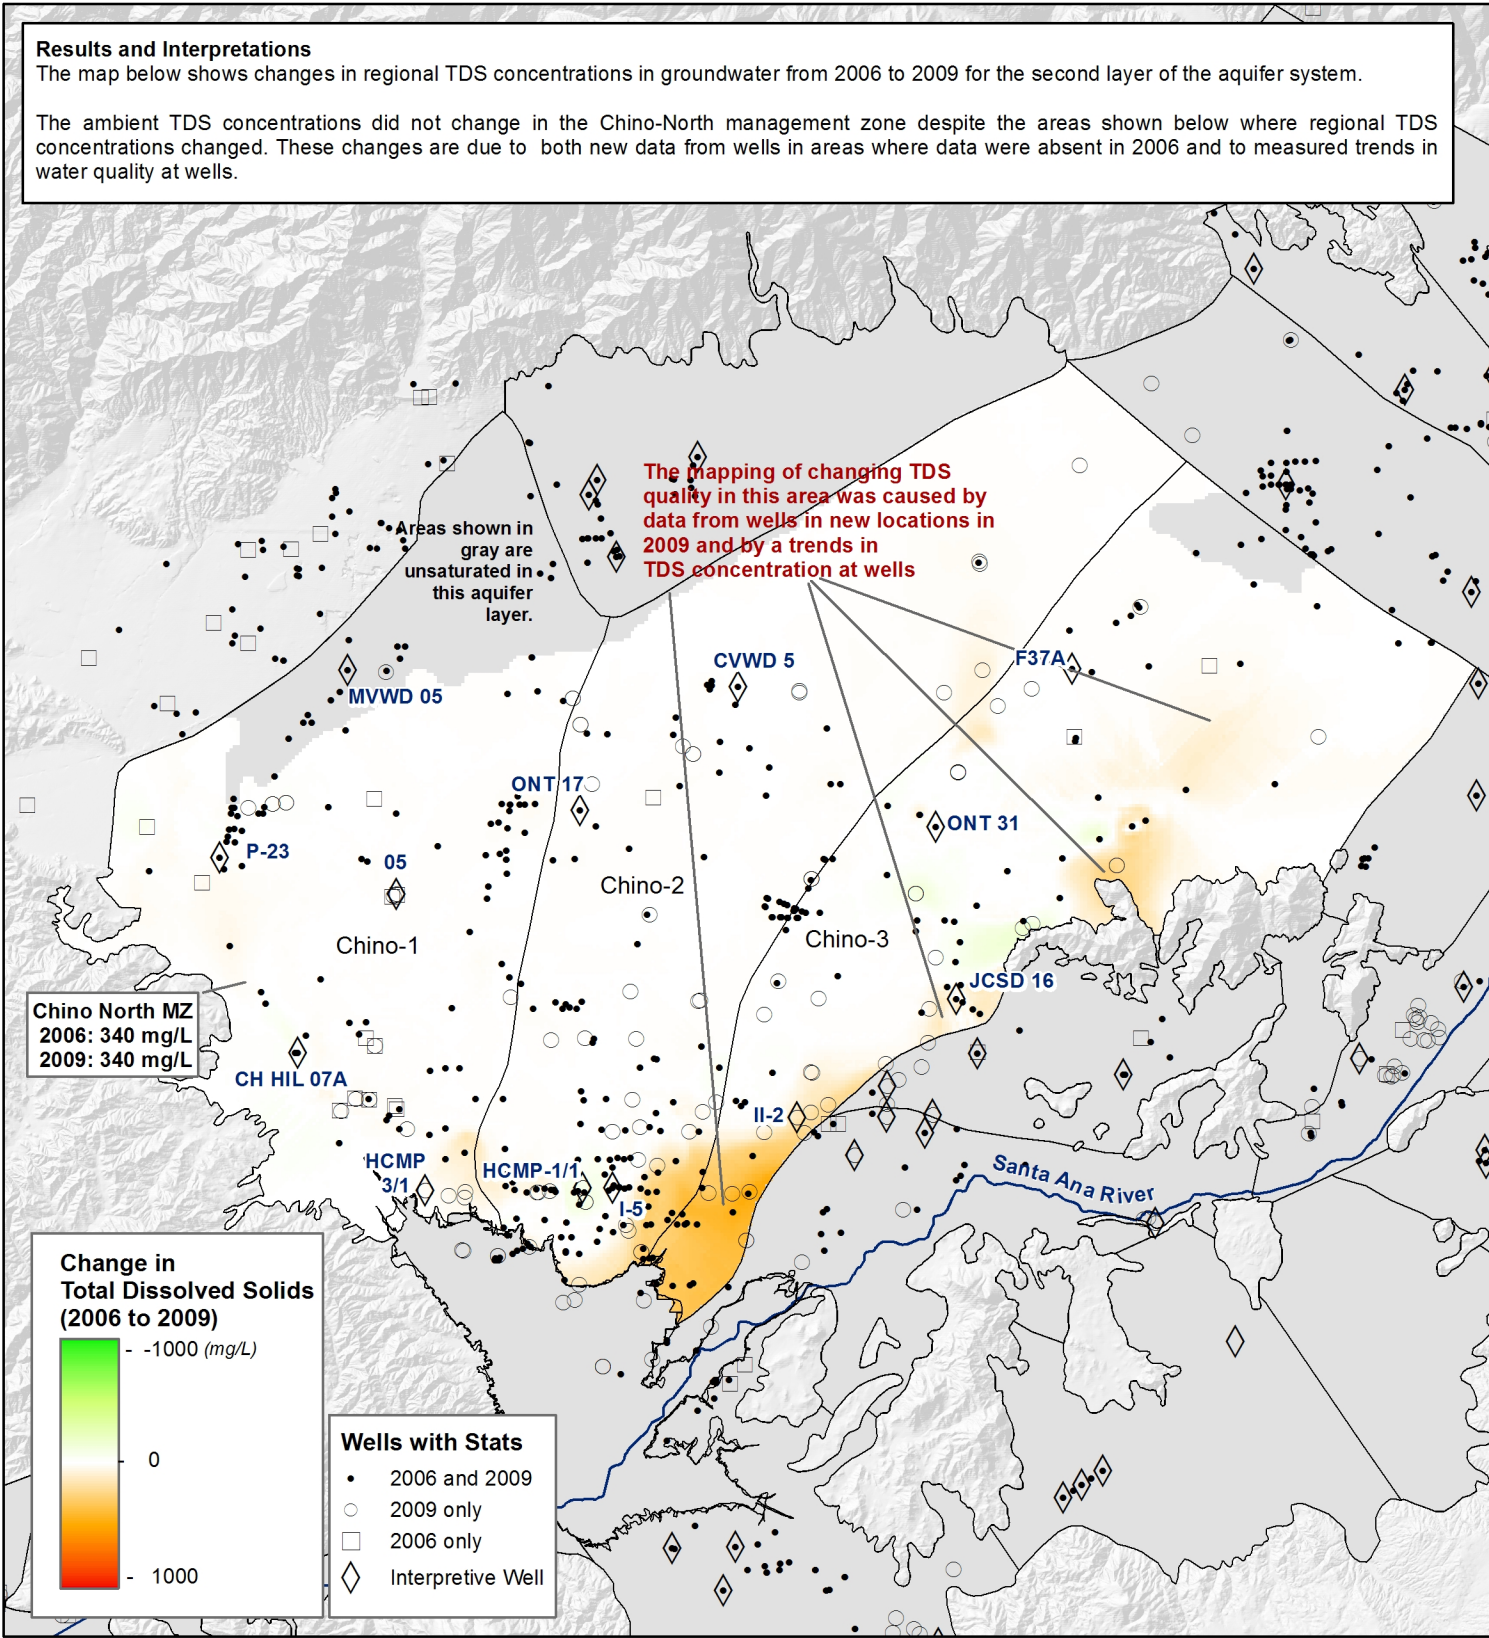 Results and Interpretations
The map below shows changes in regional TDS concentrations in groundwater from 2006 to 2009 for the second layer of the aquifer system.
The ambient TDS concentrations did not change in the Chino-North management zone despite the areas shown below where regional TDS
concentrations changed. These changes are due to both new data from wells in areas where data were absent in 2006 and to measured trends in
water quality at wells.
The mapping of changing TDS
quality in this area was caused by
data from wells in new locations in
2009 and by a trends in
TDS concentration at wells
Areas shown in
gray are
unsaturated in
this aquifer
layer.
MVWD 05
CVWD 5
F37A
ONT 17
ONT 31
P-23
05
Chino-2
Chino-1
Chino-3
JCSD 16
Chino North MZ
2006: 340 mg/L
2009: 340 mg/L
CH HIL 07A
II-2
HCMP
3/1
HCMP-1/1
I-5
Santa Ana River
Change in
Total Dissolved Solids
(2006 to 2009)
- -1000 (mg/L)
0
- 1000
Wells with Stats
2006 and 2009
2009 only
2006 only
Interpretive Well